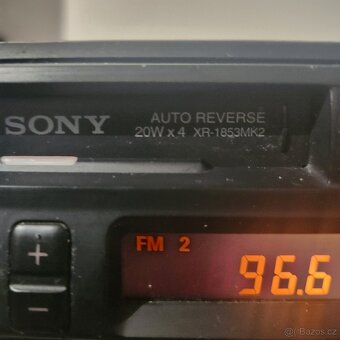 SONY
AUTO REVERSE
20W x 4 XR-1853MK2
+
FM 2
96.6
−
Bazos.cz